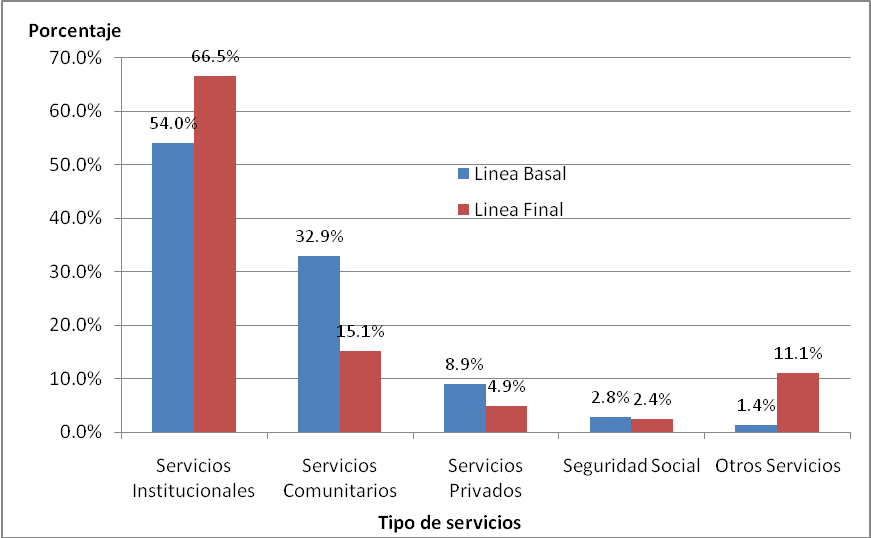 Porcentaje
70.0%
60.0%
50.0%
40.0%
30.0%
20.0%
10.0%
0.0%
54.0%
66.5%
32.9%
15.1%
8.9%
4.9%
2.8%
2.4%
1.4%
11.1%
Linea Basal
Linea Final
Servicios
Institucionales
Servicios
Comunitarios
Servicios
Privados
Seguridad Social
Otros Servicios
Tipo de servicios